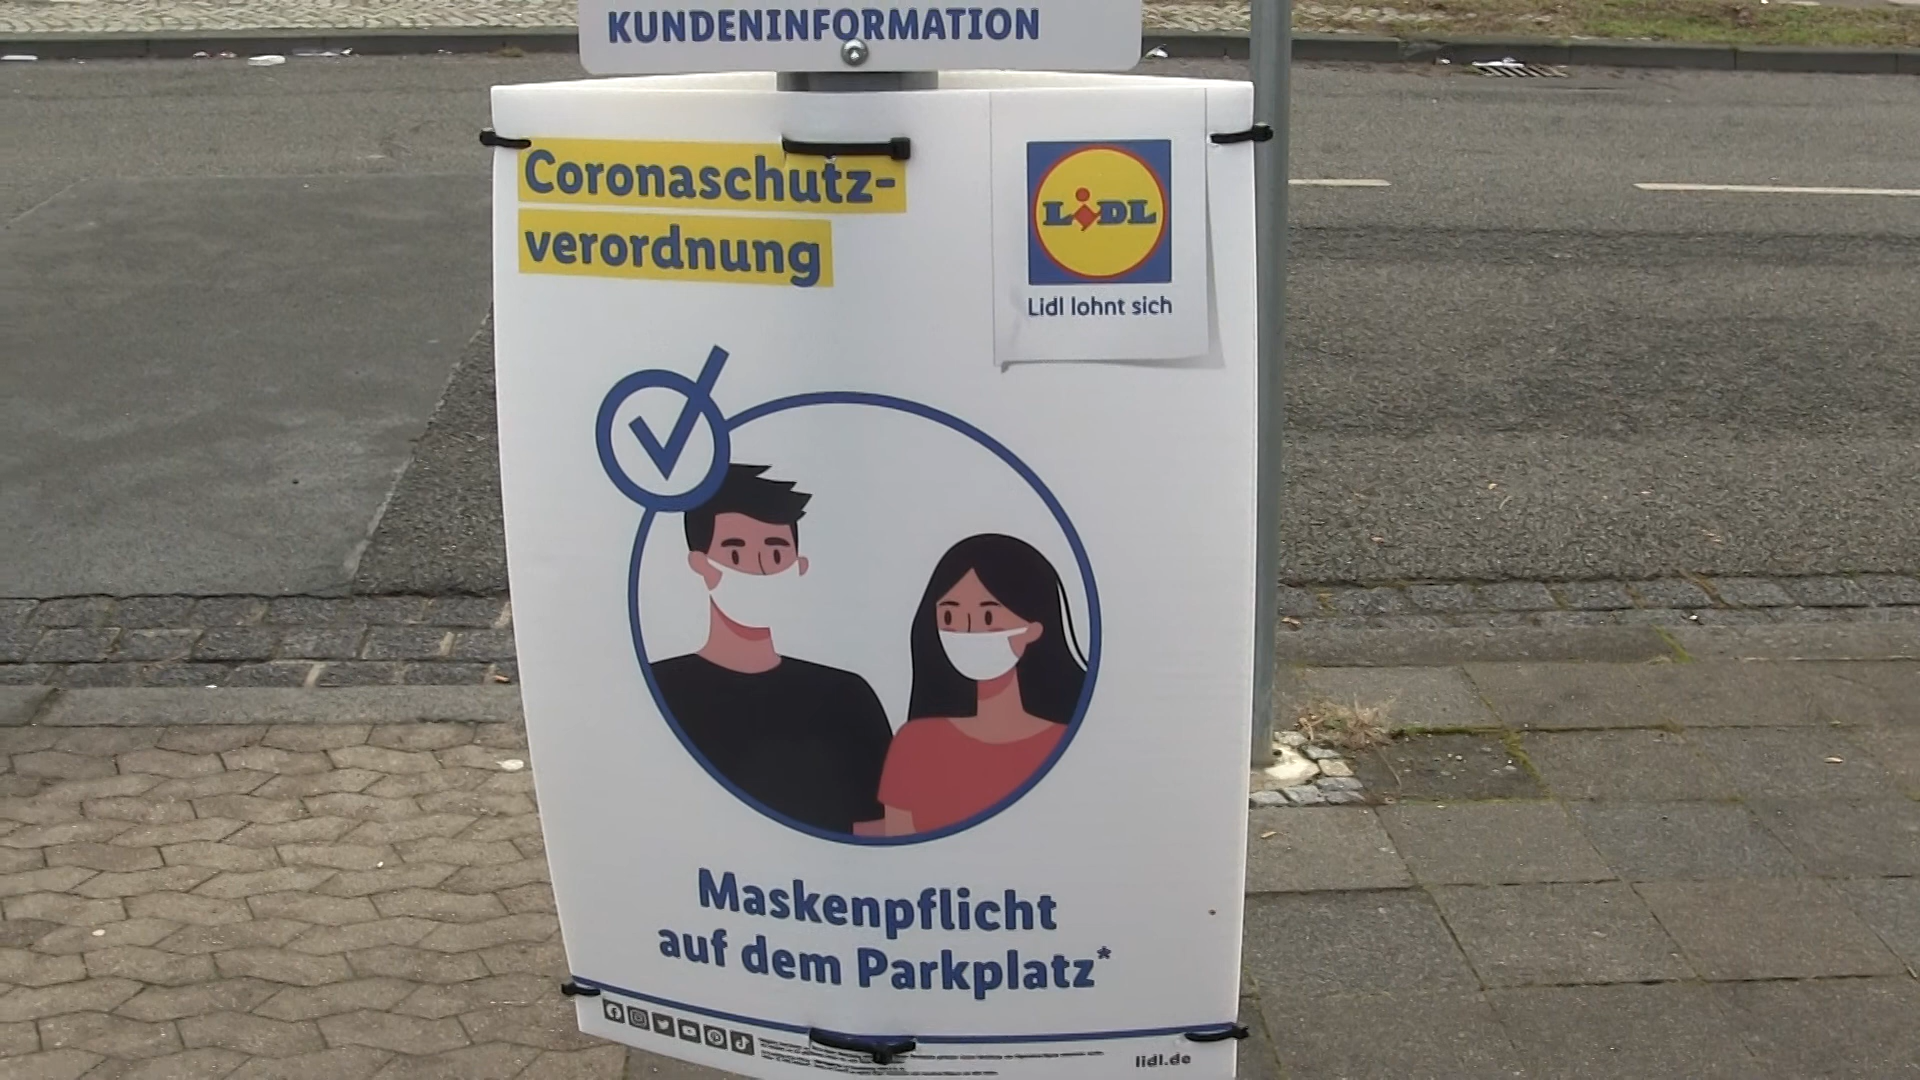 KUNDENINFORMATION
Coronaschutz-
verordnung
LIDL
Lidl lohnt sich
Maskenpflicht
auf dem Parkplatz*
lidl.de